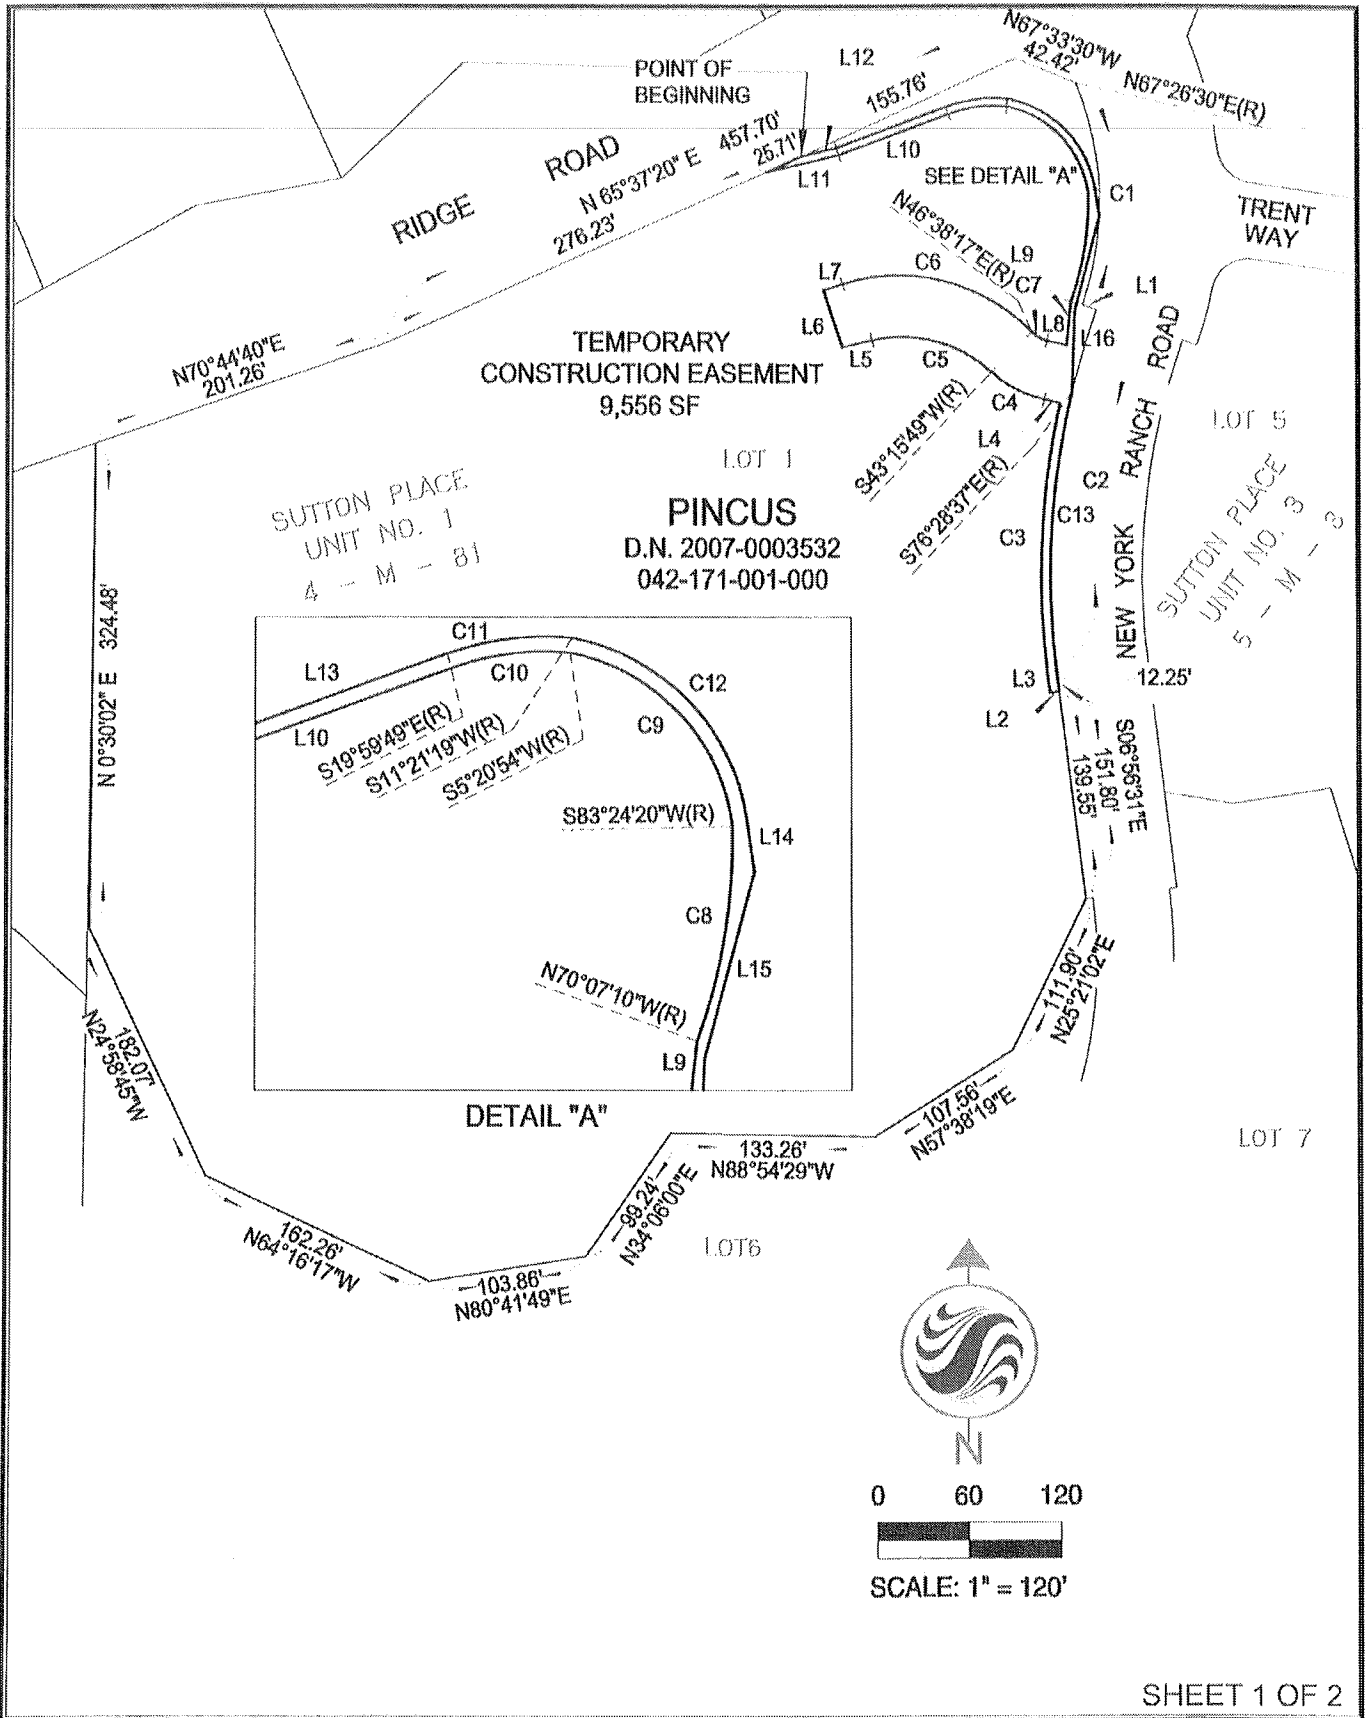 N67°33'30"W
42.42'
N67°26'30"E(R)
L12
POINT OF
BEGINNING
155.76'
RIDGE ROAD
N 65°37'20" E 457.70'
25.71'
276.23'
L11
L10
SEE DETAIL "A"
C1
TRENT
WAY
N46°38'17"E(R)
L9
C6
C7
L7
L1
L6
L8
L16
N70°44'40"E
201.26'
TEMPORARY
CONSTRUCTION EASEMENT
9,556 SF
L5
C5
C4
S43°15'49"W(R)
L4
S76°28'37"E(R)
LOT 5
LOT 1
SUTTON PLACE
UNIT NO. 1
4 - M - 81
PINCUS
D.N. 2007-0003532
042-171-001-000
C2
C13
C3
NEW YORK RANCH ROAD
SUTTON PLACE
UNIT NO. 3
5 - M - 8
N 0°30'02" E 324.48'
L3
L2
12.25'
S06°56'31"E
151.80'
139.55'
C11
L13
C10
C12
L10
C9
S19°59'49"E(R)
S11°21'19"W(R)
S5°20'54"W(R)
S83°24'20"W(R)
L14
C8
L15
N70°07'10"W(R)
L9
DETAIL "A"
182.07'
N24°58'45"W
111.90'
N25°21'02"E
107.56'
N57°38'19"E
133.26'
N88°54'29"W
99.24'
N34°06'00"E
162.26'
N64°16'17"W
103.86'
N80°41'49"E
LOT 7
LOT6
N
0 60 120
SCALE: 1" = 120'
SHEET 1 OF 2